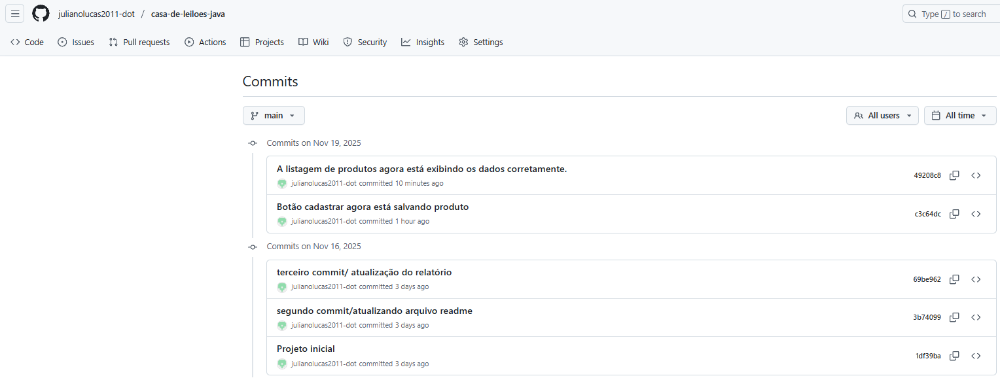 julianolucas2011-dot / casa-de-leiloes-java
Type / to search
Code Issues Pull requests Actions Projects Wiki Security Insights Settings
Commits
main All users All time
Commits on Nov 19, 2025
A listagem de produtos agora está exibindo os dados corretamente.
49208c8
julianolucas2011-dot committed 10 minutes ago
Botão cadastrar agora está salvando produto
c3c64dc
julianolucas2011-dot committed 1 hour ago
Commits on Nov 16, 2025
terceiro commit/ atualização do relatório
69be962
julianolucas2011-dot committed 3 days ago
segundo commit/atualizando arquivo readme
3b74099
julianolucas2011-dot committed 3 days ago
Projeto inicial
1df39ba
julianolucas2011-dot committed 3 days ago